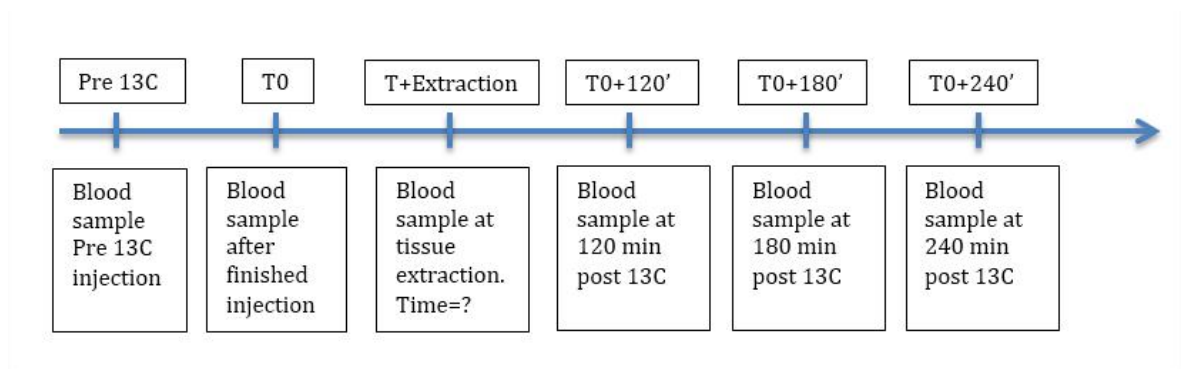 Pre 13C
T0
T+Extraction
T0+120’
T0+180’
T0+240’
Blood
sample
Pre 13C
injection
Blood
sample
after
finished
injection
Blood
sample at
tissue
extraction.
Time=?
Blood
sample at
120 min
post 13C
Blood
sample at
180 min
post 13C
Blood
sample at
240 min
post 13C